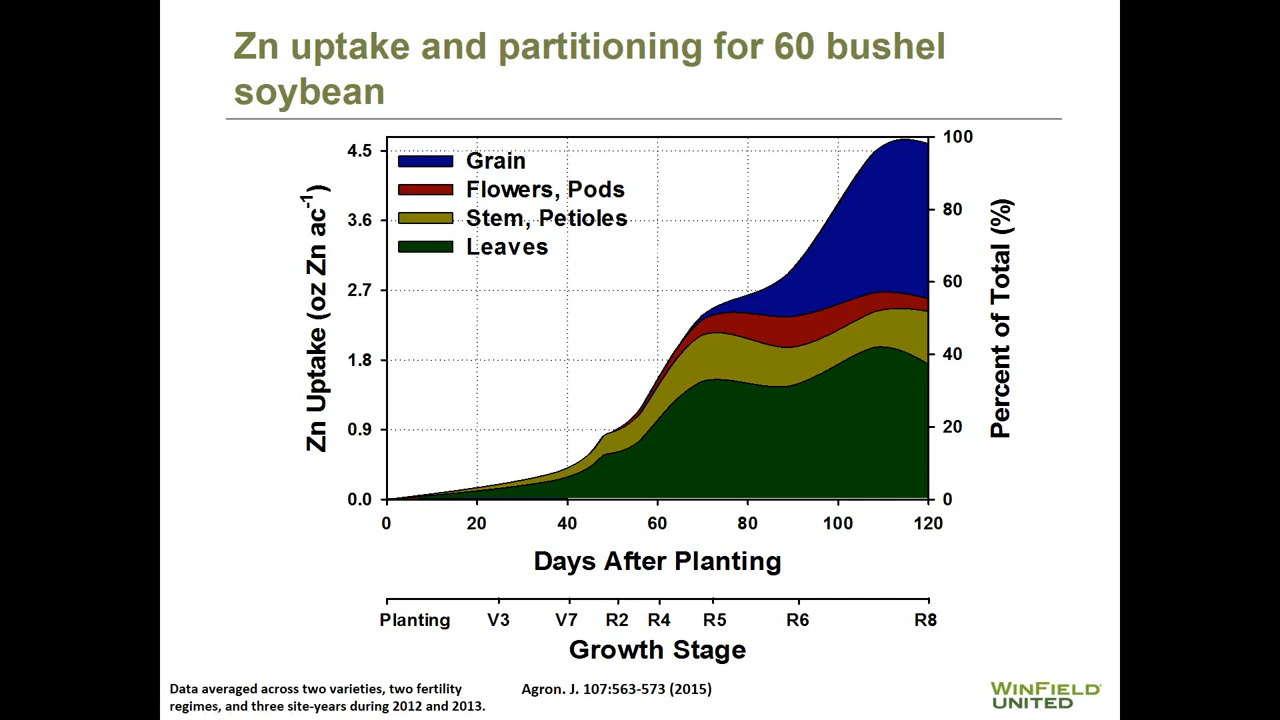 Zn uptake and partitioning for 60 bushel
soybean
Grain
Flowers, Pods
Stem, Petioles
Leaves
Zn Uptake (oz Zn ac-1)
4.5
3.6
2.7
1.8
0.9
0.0
100
80
60
40
20
0
Percent of Total (%)
0 20 40 60 80 100 120
Days After Planting
Planting V3 V7 R2 R4 R5 R6 R8
Growth Stage
Data averaged across two varieties, two fertility
regimes, and three site-years during 2012 and 2013.
Agron. J. 107:563-573 (2015)
WINFIELD
UNITED